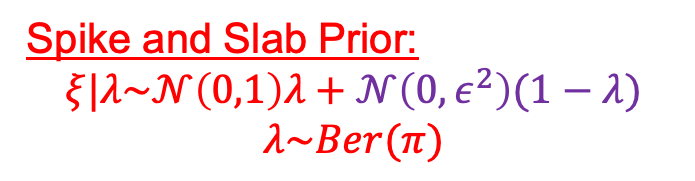 Spike and Slab Prior:
ξ|λ~𝒩(0,1)λ + 𝒩(0, ϵ²)(1 − λ)
λ~Ber(π)